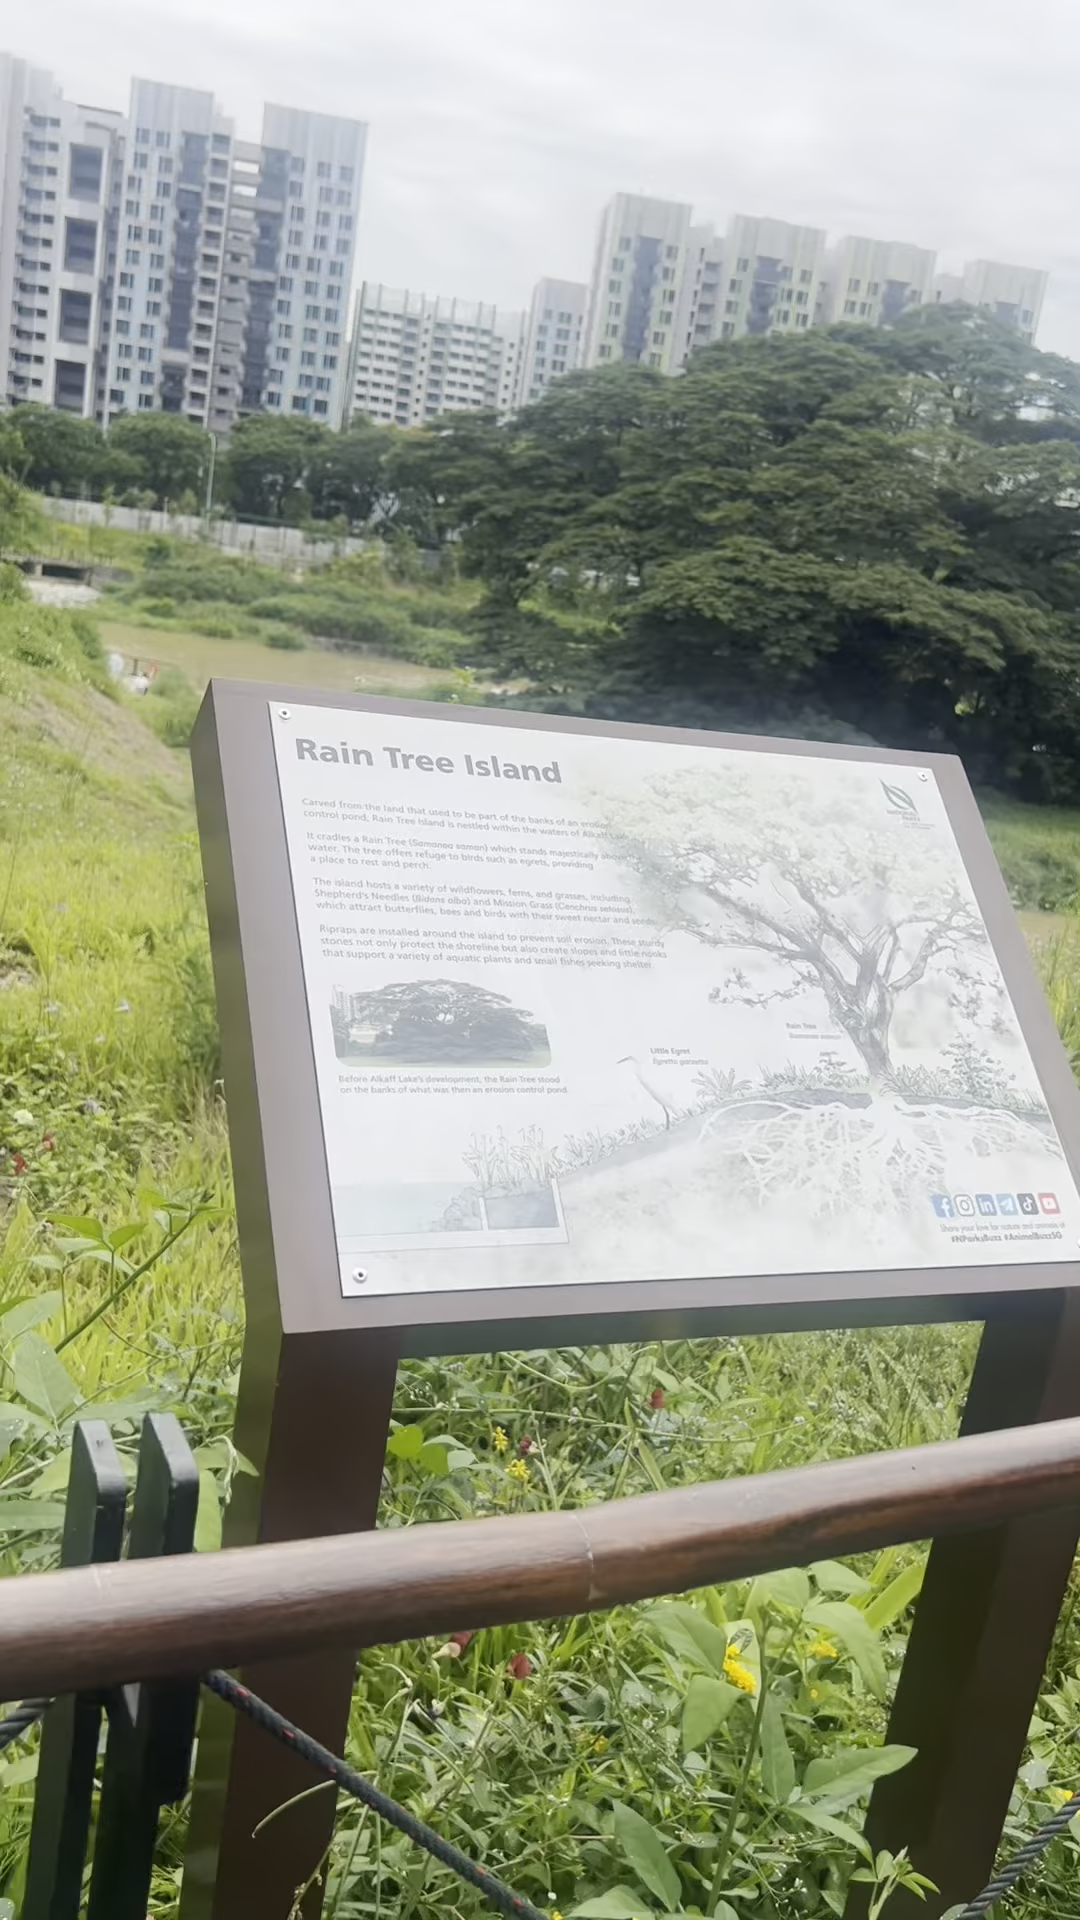 Rain Tree Island
Carved from the land that used to be part of the banks of an erosion
control pond, Rain Tree Island is nestled within the waters of Alkaff Lake.
It cradles a Rain Tree (Samanea saman) which stands majestically above
water. The tree offers refuge to birds such as egrets, providing
a place to rest and perch.
The island hosts a variety of wildflowers, ferns, and grasses, including
Shepherd's Needles (Bidens alba) and Mission Grass (Cenchrus setosus),
which attract butterflies, bees and birds with their sweet nectar and seeds.
Ripraps are installed around the island to prevent soil erosion. These sturdy
stones not only protect the shoreline but also create slopes and little nooks
that support a variety of aquatic plants and small fishes seeking shelter.
Rain Tree
Samanea saman
Little Egret
Egretta garzetta
Before Alkaff Lake's development, the Rain Tree stood
on the banks of what was then an erosion control pond.
Share your love for nature and animals at
#NParksBuzz #AnimalBuzzSG